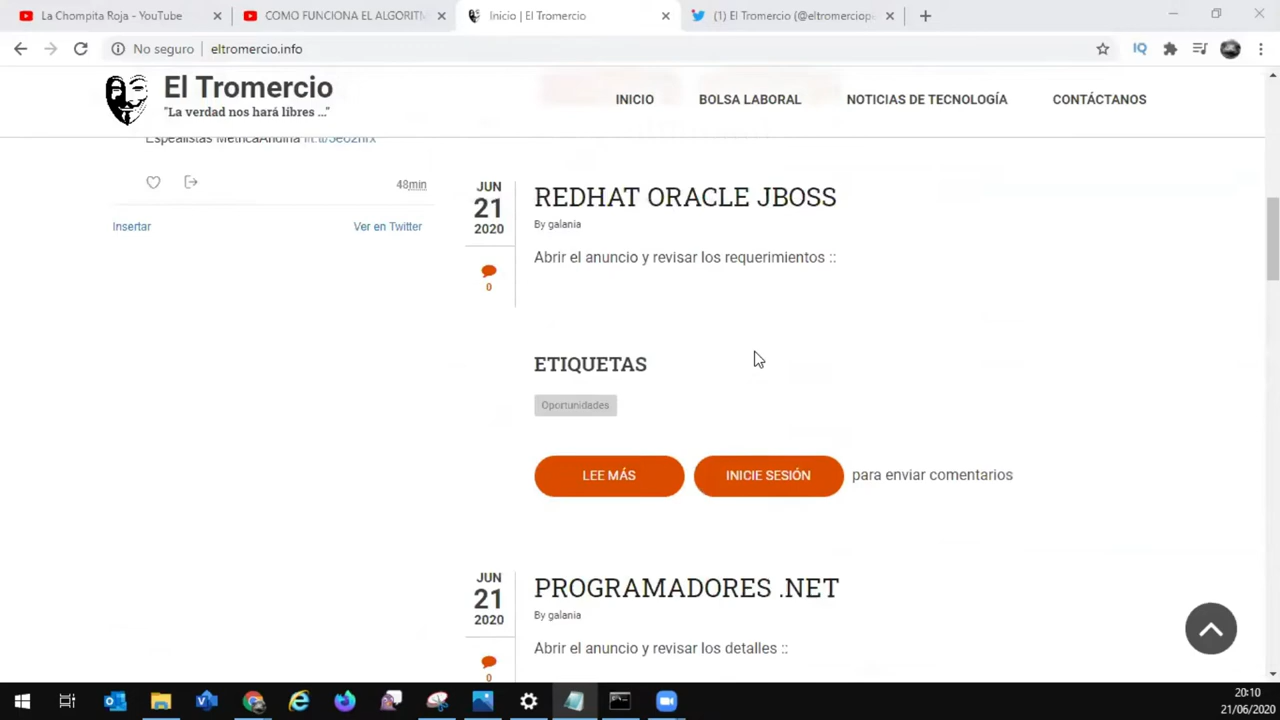 La Chompita Roja - YouTube
COMO FUNCIONA EL ALGORITM
Inicio | El Tromercio
(1) El Tromercio (@eltromerciope
No seguro
eltromercio.info
IQ
El Tromercio
"La verdad nos hará libres ..."
INICIO
BOLSA LABORAL
NOTICIAS DE TECNOLOGÍA
CONTÁCTANOS
48min
Insertar
Ver en Twitter
JUN
21
2020
0
REDHAT ORACLE JBOSS
By galania
Abrir el anuncio y revisar los requerimientos ::
ETIQUETAS
Oportunidades
LEE MÁS
INICIE SESIÓN
para enviar comentarios
JUN
21
2020
0
PROGRAMADORES .NET
By galania
Abrir el anuncio y revisar los detalles ::
20:10
21/06/2020